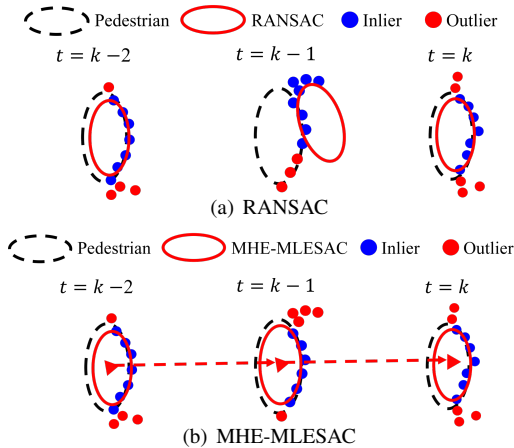 Pedestrian RANSAC Inlier Outlier
t = k − 2 t = k − 1 t = k
(a) RANSAC
Pedestrian MHE-MLESAC Inlier Outlier
t = k − 2 t = k − 1 t = k
(b) MHE-MLESAC